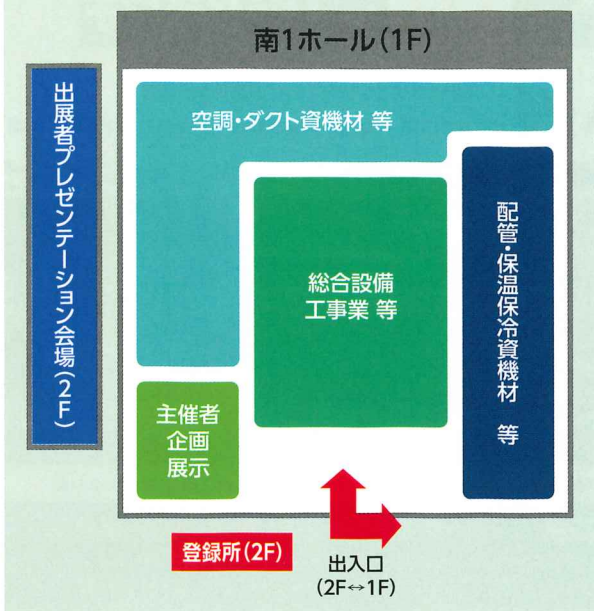 南1ホール(1F)
出展者プレゼンテーション会場(2F)
空調・ダクト資機材 等
総合設備
工事業 等
配管・保温保冷資機材 等
主催者
企画
展示
登録所(2F)
出入口
(2F↔1F)